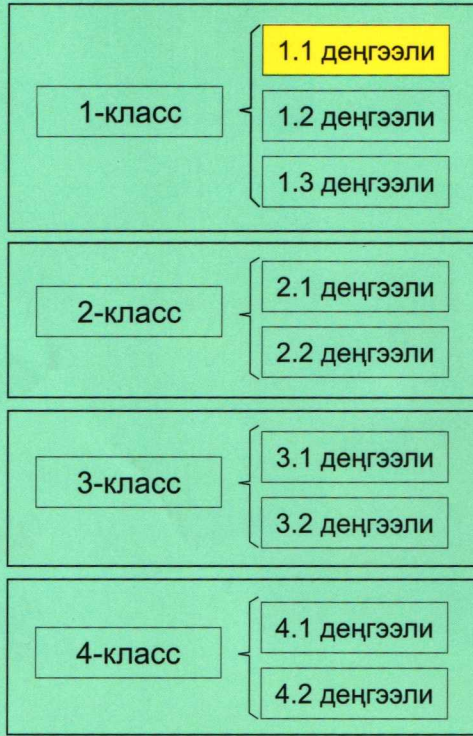 1-класс
1.1 деңгээли
1.2 деңгээли
1.3 деңгээли
2-класс
2.1 деңгээли
2.2 деңгээли
3-класс
3.1 деңгээли
3.2 деңгээли
4-класс
4.1 деңгээли
4.2 деңгээли